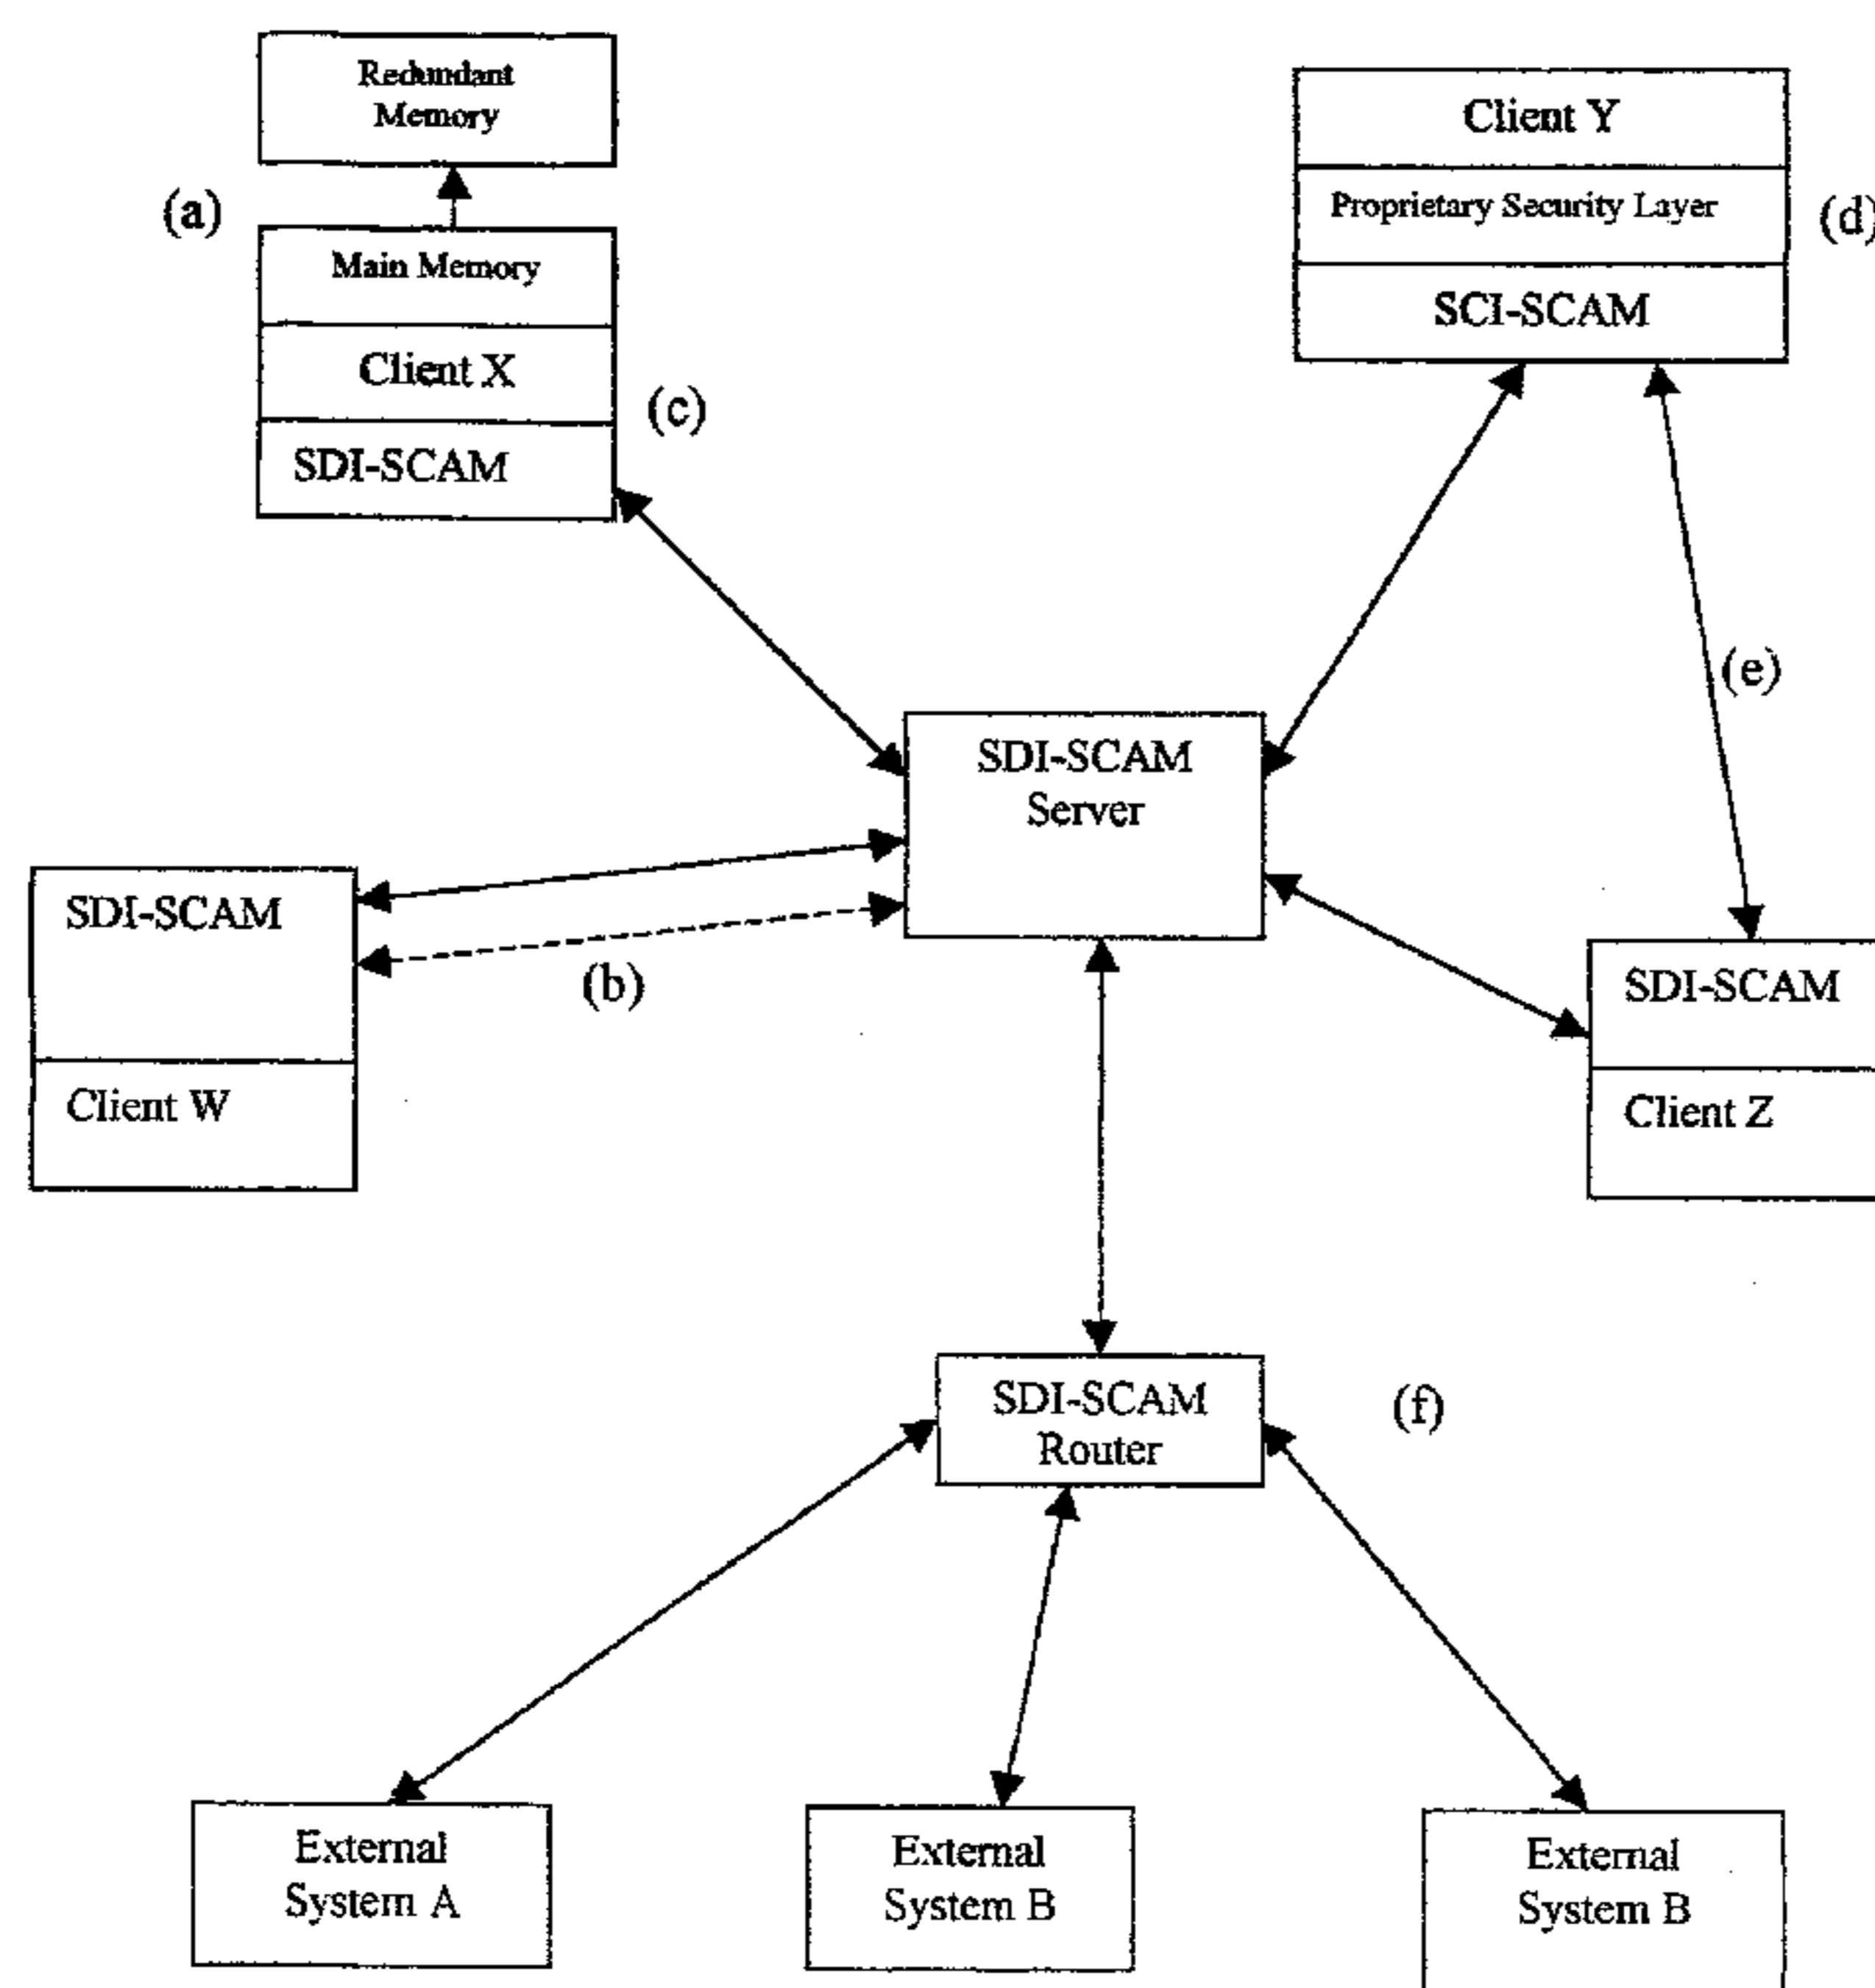 Redundant
Memory
(a)
Main Memory
Client X
(c)
SDI-SCAM
Client Y
Proprietary Security Layer
(d)
SCI-SCAM
(e)
SDI-SCAM
Server
SDI-SCAM
Client W
(b)
SDI-SCAM
Client Z
SDI-SCAM
Router
(f)
External
System A
External
System B
External
System B